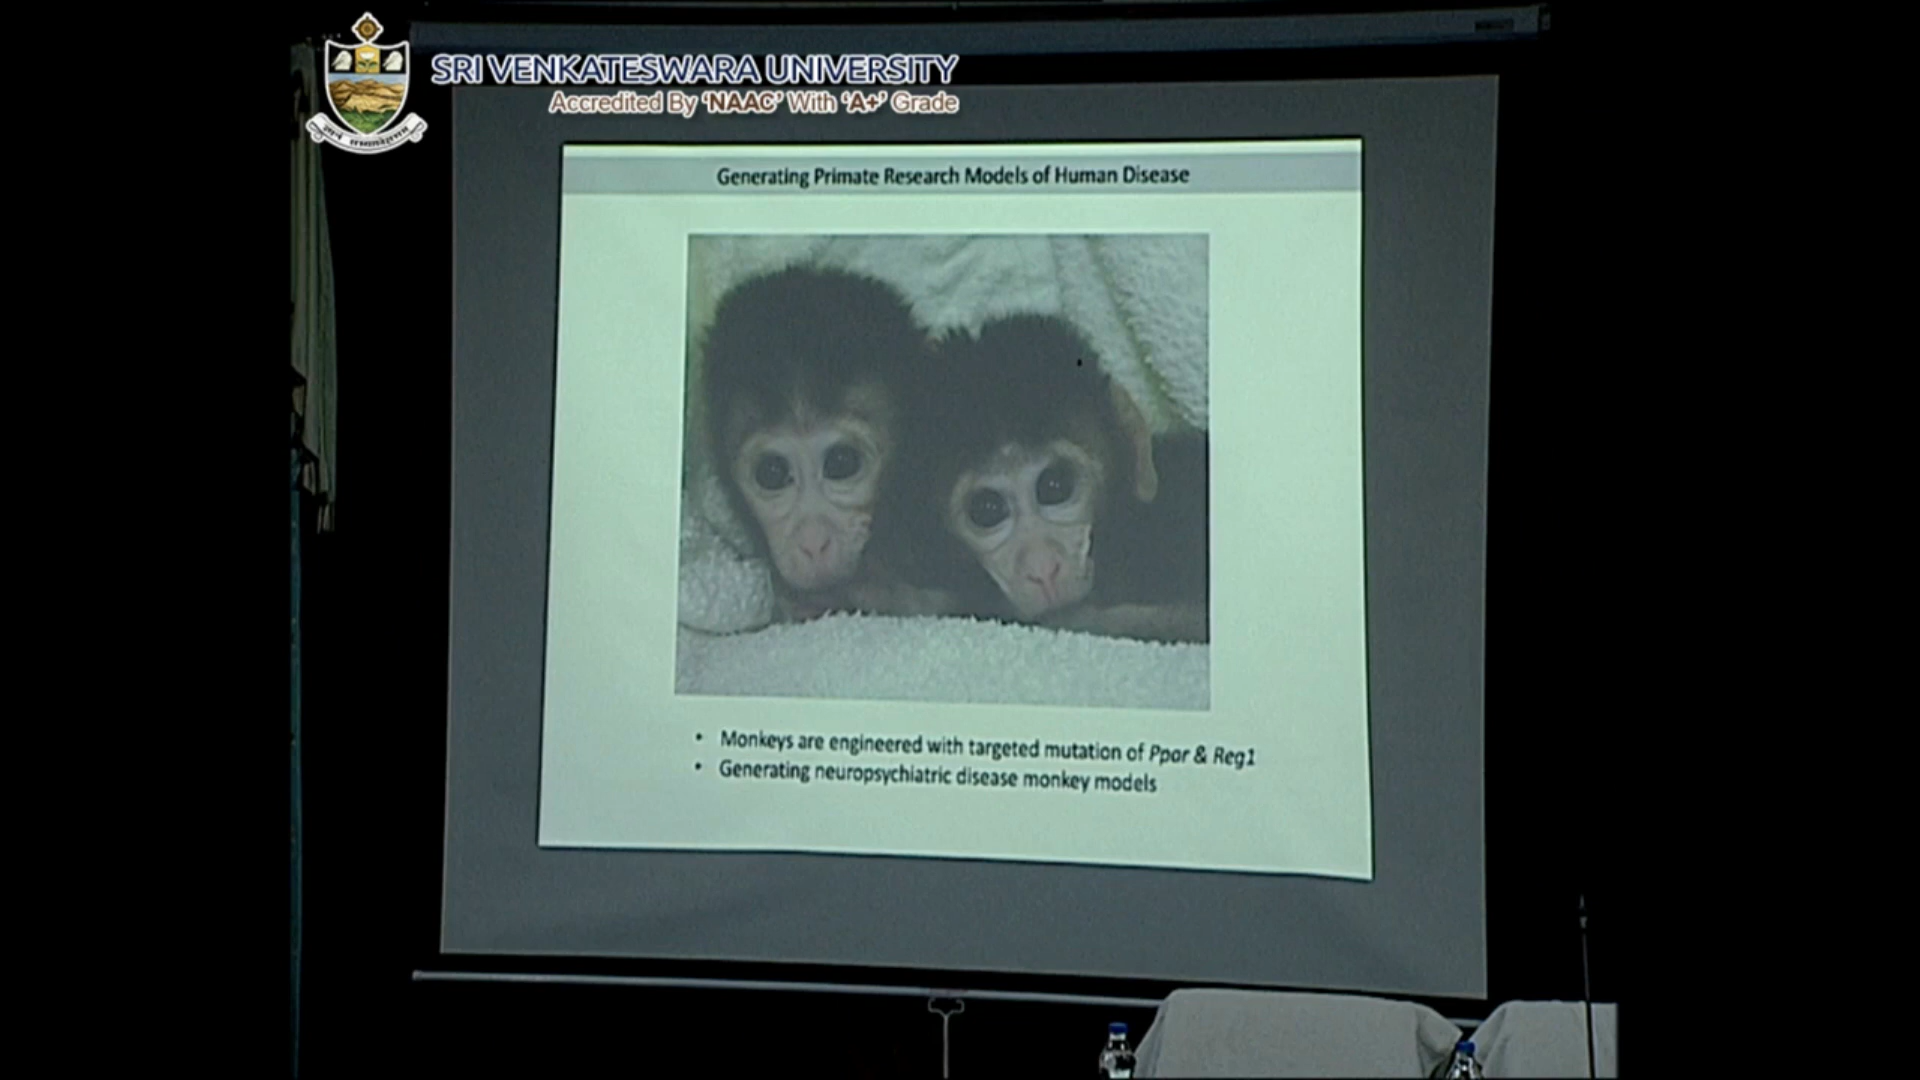 SRI VENKATESWARA UNIVERSITY
Accredited By 'NAAC' With 'A+' Grade
Generating Primate Research Models of Human Disease
• Monkeys are engineered with targeted mutation of Ppar & Reg1
• Generating neuropsychiatric disease monkey models